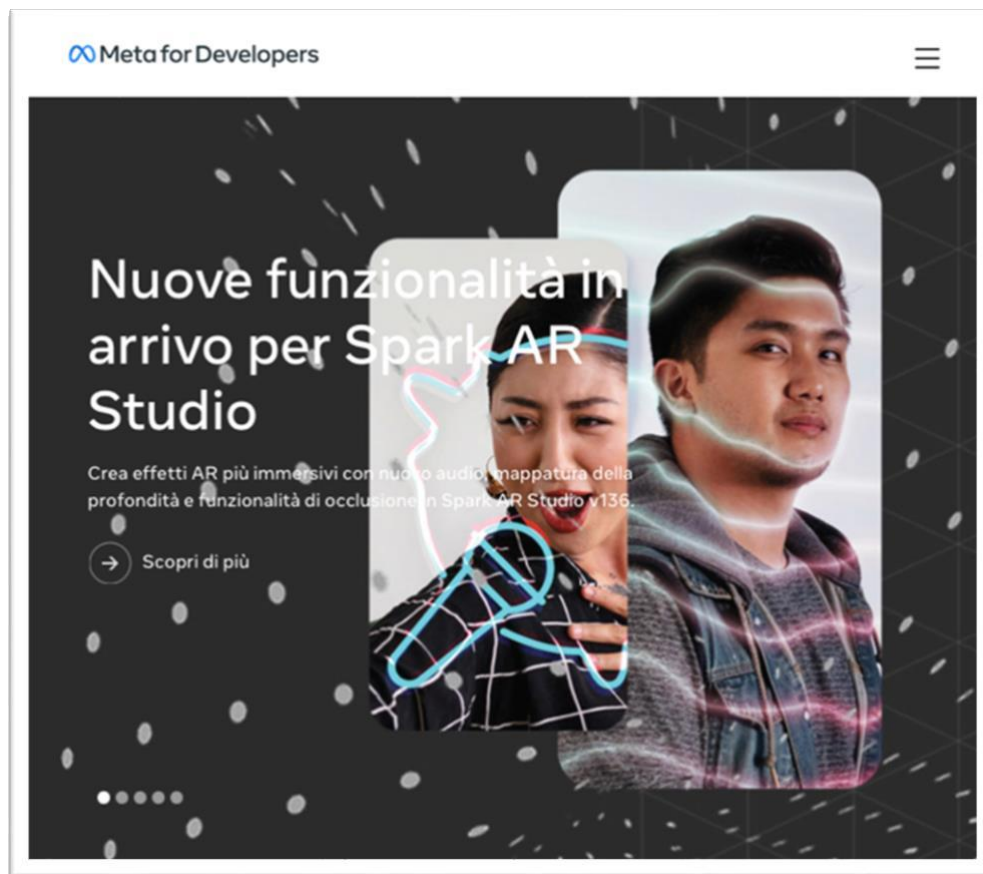 Meta for Developers
Nuove funzionalità in
arrivo per Spark AR
Studio
Crea effetti AR più immersivi con nuovo audio, mappatura della
profondità e funzionalità di occlusione in Spark AR Studio v136.
Scopri di più